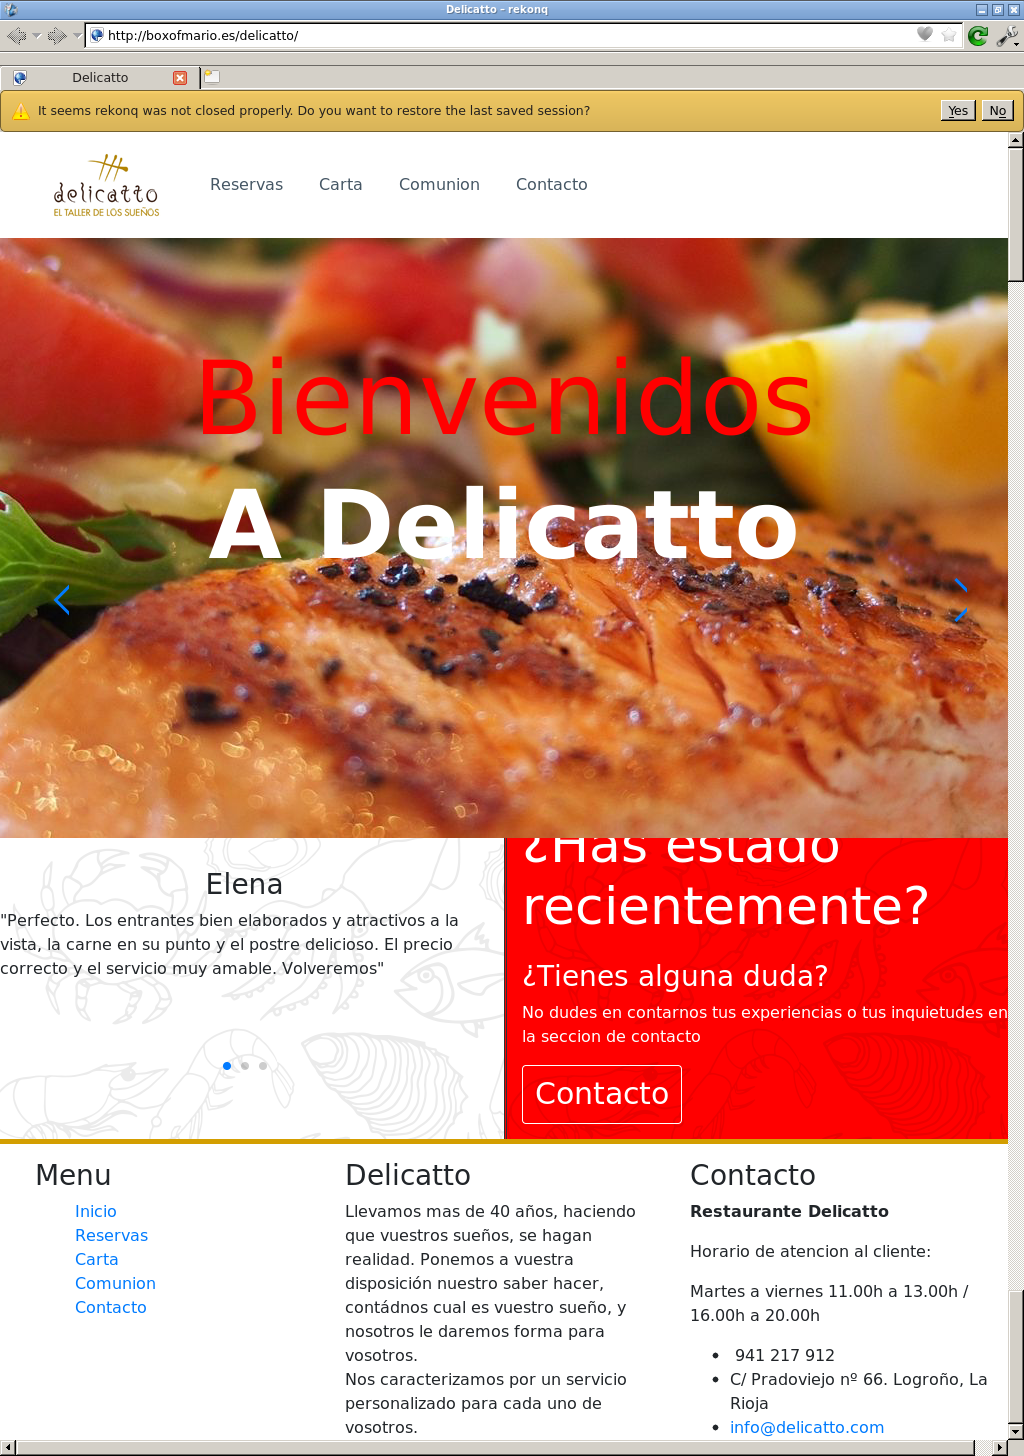 Delicatto - rekonq
http://boxofmario.es/delicatto/
Delicatto
It seems rekonq was not closed properly. Do you want to restore the last saved session?
Yes
No
delicatto
EL TALLER DE LOS SUEÑOS
Reservas
Carta
Comunion
Contacto
Bienvenidos
A Delicatto
Elena
"Perfecto. Los entrantes bien elaborados y atractivos a la
vista, la carne en su punto y el postre delicioso. El precio
correcto y el servicio muy amable. Volveremos"
¿Has estado
recientemente?
¿Tienes alguna duda?
No dudes en contarnos tus experiencias o tus inquietudes en
la seccion de contacto
Contacto
Menu
Inicio
Reservas
Carta
Comunion
Contacto
Delicatto
Llevamos mas de 40 años, haciendo
que vuestros sueños, se hagan
realidad. Ponemos a vuestra
disposición nuestro saber hacer,
contádnos cual es vuestro sueño, y
nosotros le daremos forma para
vosotros.
Nos caracterizamos por un servicio
personalizado para cada uno de
vosotros.
Contacto
Restaurante Delicatto
Horario de atencion al cliente:
Martes a viernes 11.00h a 13.00h /
16.00h a 20.00h
941 217 912
C/ Pradoviejo nº 66. Logroño, La
Rioja
info@delicatto.com